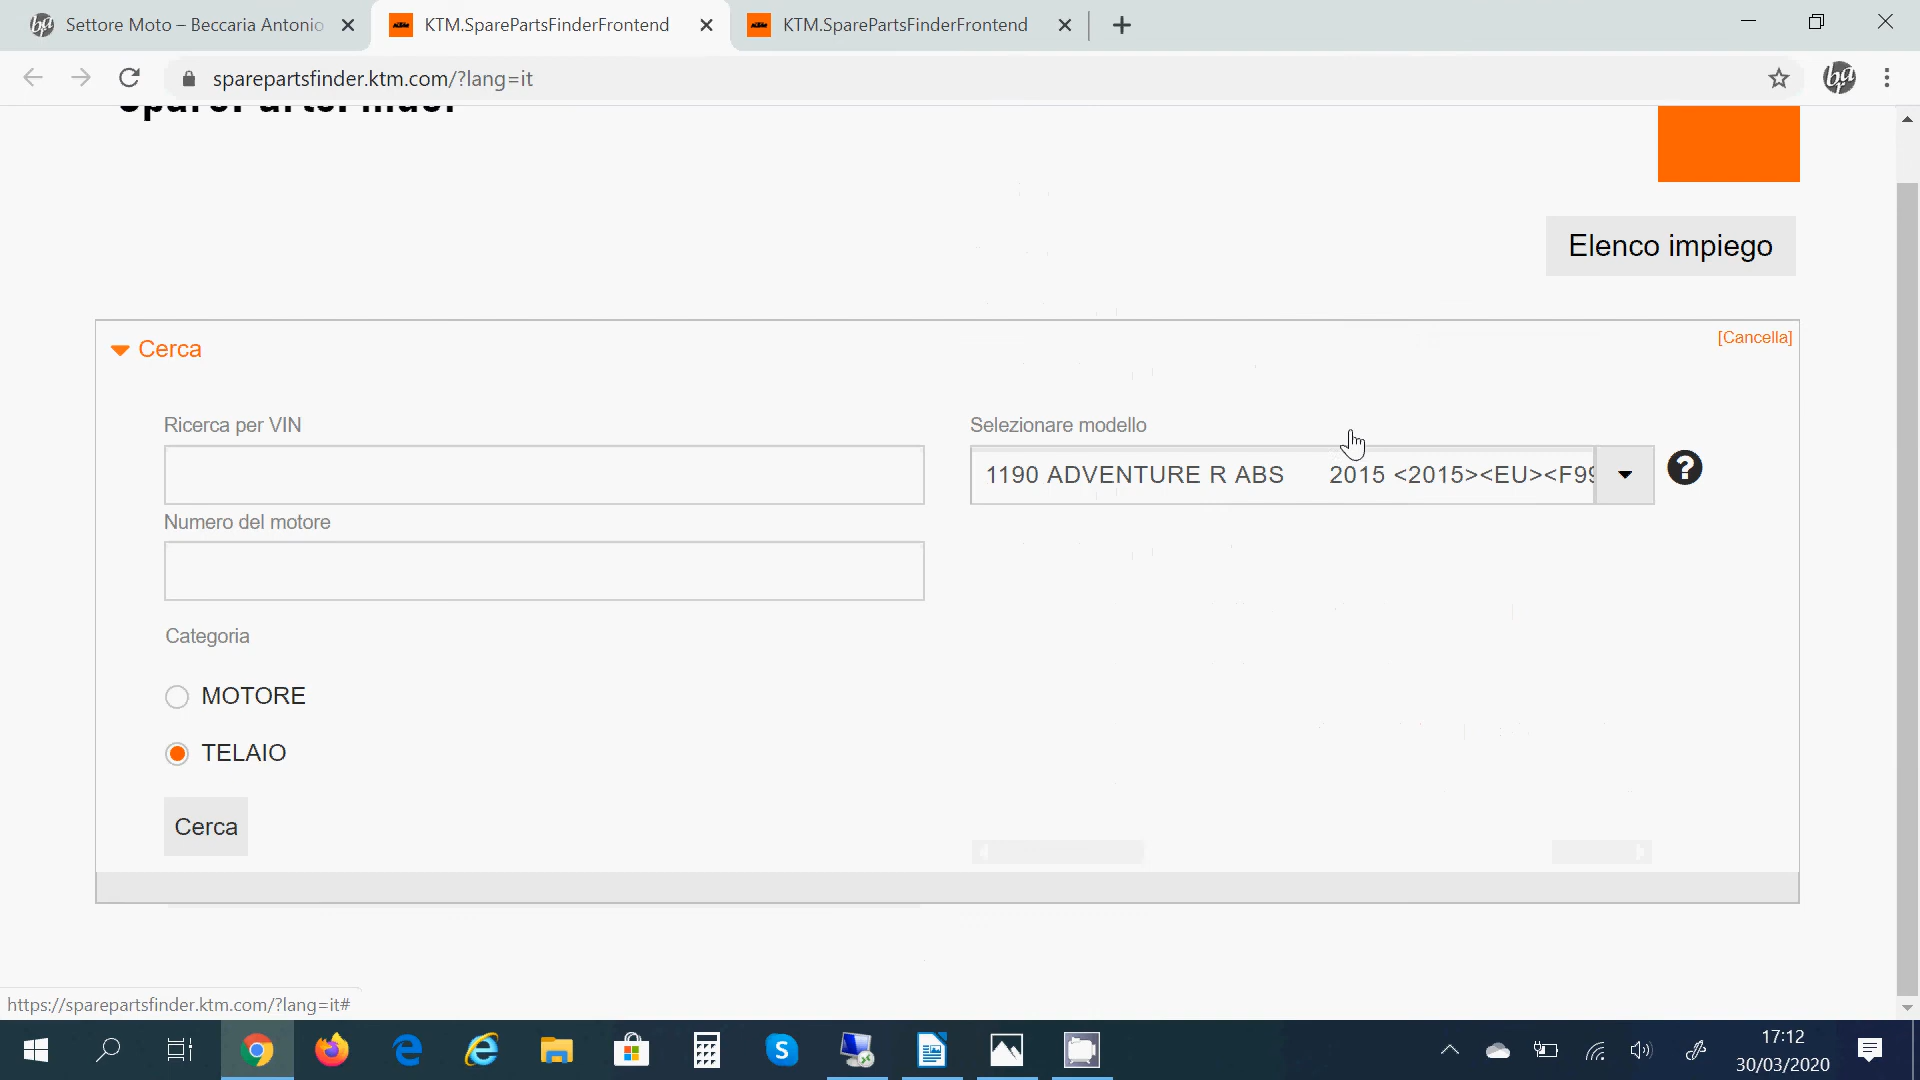 Settore Moto – Beccaria Antonio
KTM.SparePartsFinderFrontend
KTM.SparePartsFinderFrontend
sparepartsfinder.ktm.com/?lang=it
Elenco impiego
Cerca
[Cancella]
Ricerca per VIN
Selezionare modello
1190 ADVENTURE R ABS 2015 <2015><EU><F99
Numero del motore
Categoria
MOTORE
TELAIO
Cerca
https://sparepartsfinder.ktm.com/?lang=it#
17:12
30/03/2020